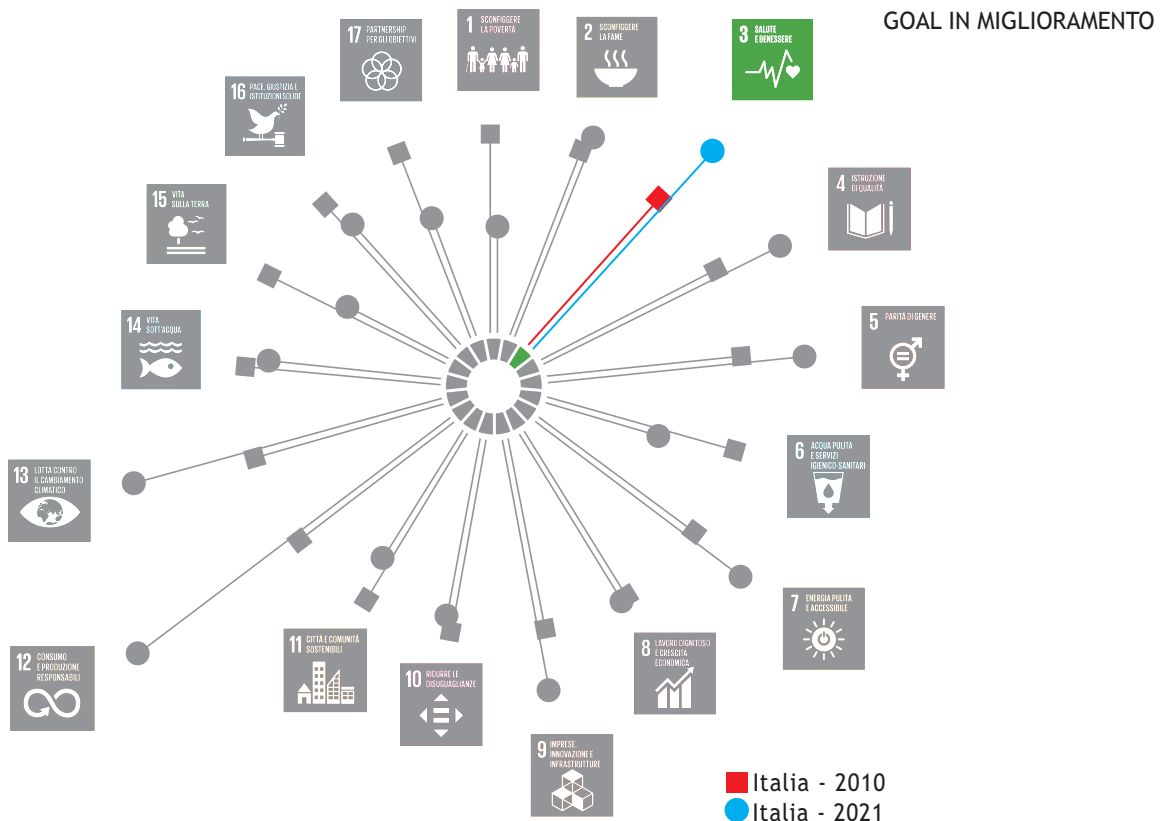 GOAL IN MIGLIORAMENTO
17 PARTNERSHIP
PER GLI OBIETTIVI
1 SCONFIGGERE
LA POVERTÀ
2 SCONFIGGERE
LA FAME
3 SALUTE
E BENESSERE
16 PACE, GIUSTIZIA E
ISTITUZIONI SOLIDE
4 ISTRUZIONE
DI QUALITÀ
15 VITA
SULLA TERRA
5 PARITÀ DI GENERE
14 VITA
SOTT'ACQUA
6 ACQUA PULITA
E SERVIZI
IGIENICO-SANITARI
13 LOTTA CONTRO
IL CAMBIAMENTO
CLIMATICO
7 ENERGIA PULITA
E ACCESSIBILE
12 CONSUMO
E PRODUZIONE
RESPONSABILI
11 CITTÀ E COMUNITÀ
SOSTENIBILI
8 LAVORO DIGNITOSO
E CRESCITA
ECONOMICA
10 RIDURRE LE
DISUGUAGLIANZE
9 IMPRESE,
INNOVAZIONE E
INFRASTRUTTURE
Italia - 2010
Italia - 2021